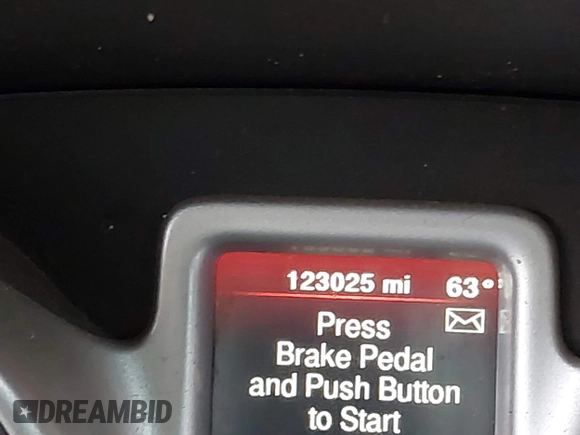 123025 mi 63°
Press
Brake Pedal
and Push Button
to Start
DREAMBID